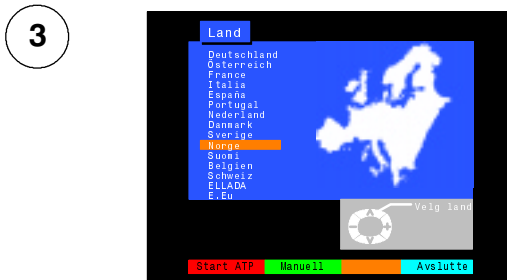 3
Land
Deutschland
Österreich
France
Italia
España
Portugal
Nederland
Danmark
Sverige
Norge
Suomi
Belgien
Schweiz
ELLADA
E.Eu
Velg land
Start ATP Manuell Avslutte